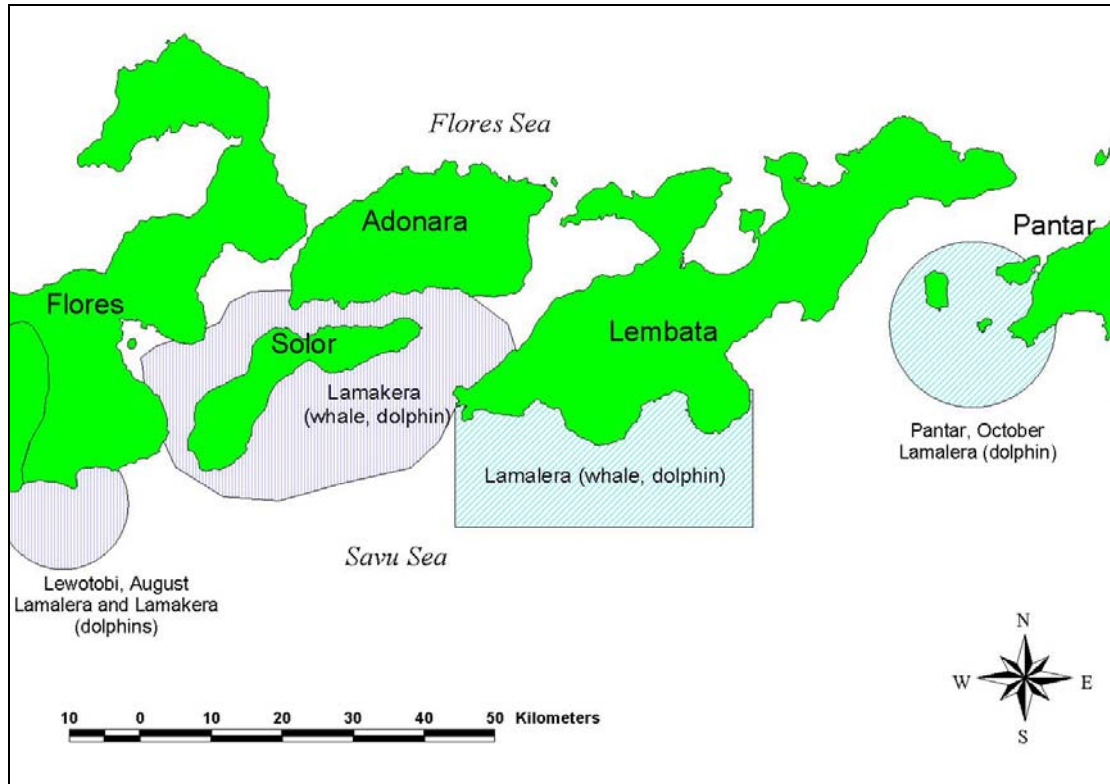 Flores Sea
Adonara
Pantar
Flores
Solor
Lembata
Lamakera
(whale, dolphin)
Pantar, October
Lamalera (dolphin)
Lamalera (whale, dolphin)
Savu Sea
Lewotobi, August
Lamalera and Lamakera
(dolphins)
N
W E
S
10 0 10 20 30 40 50 Kilometers